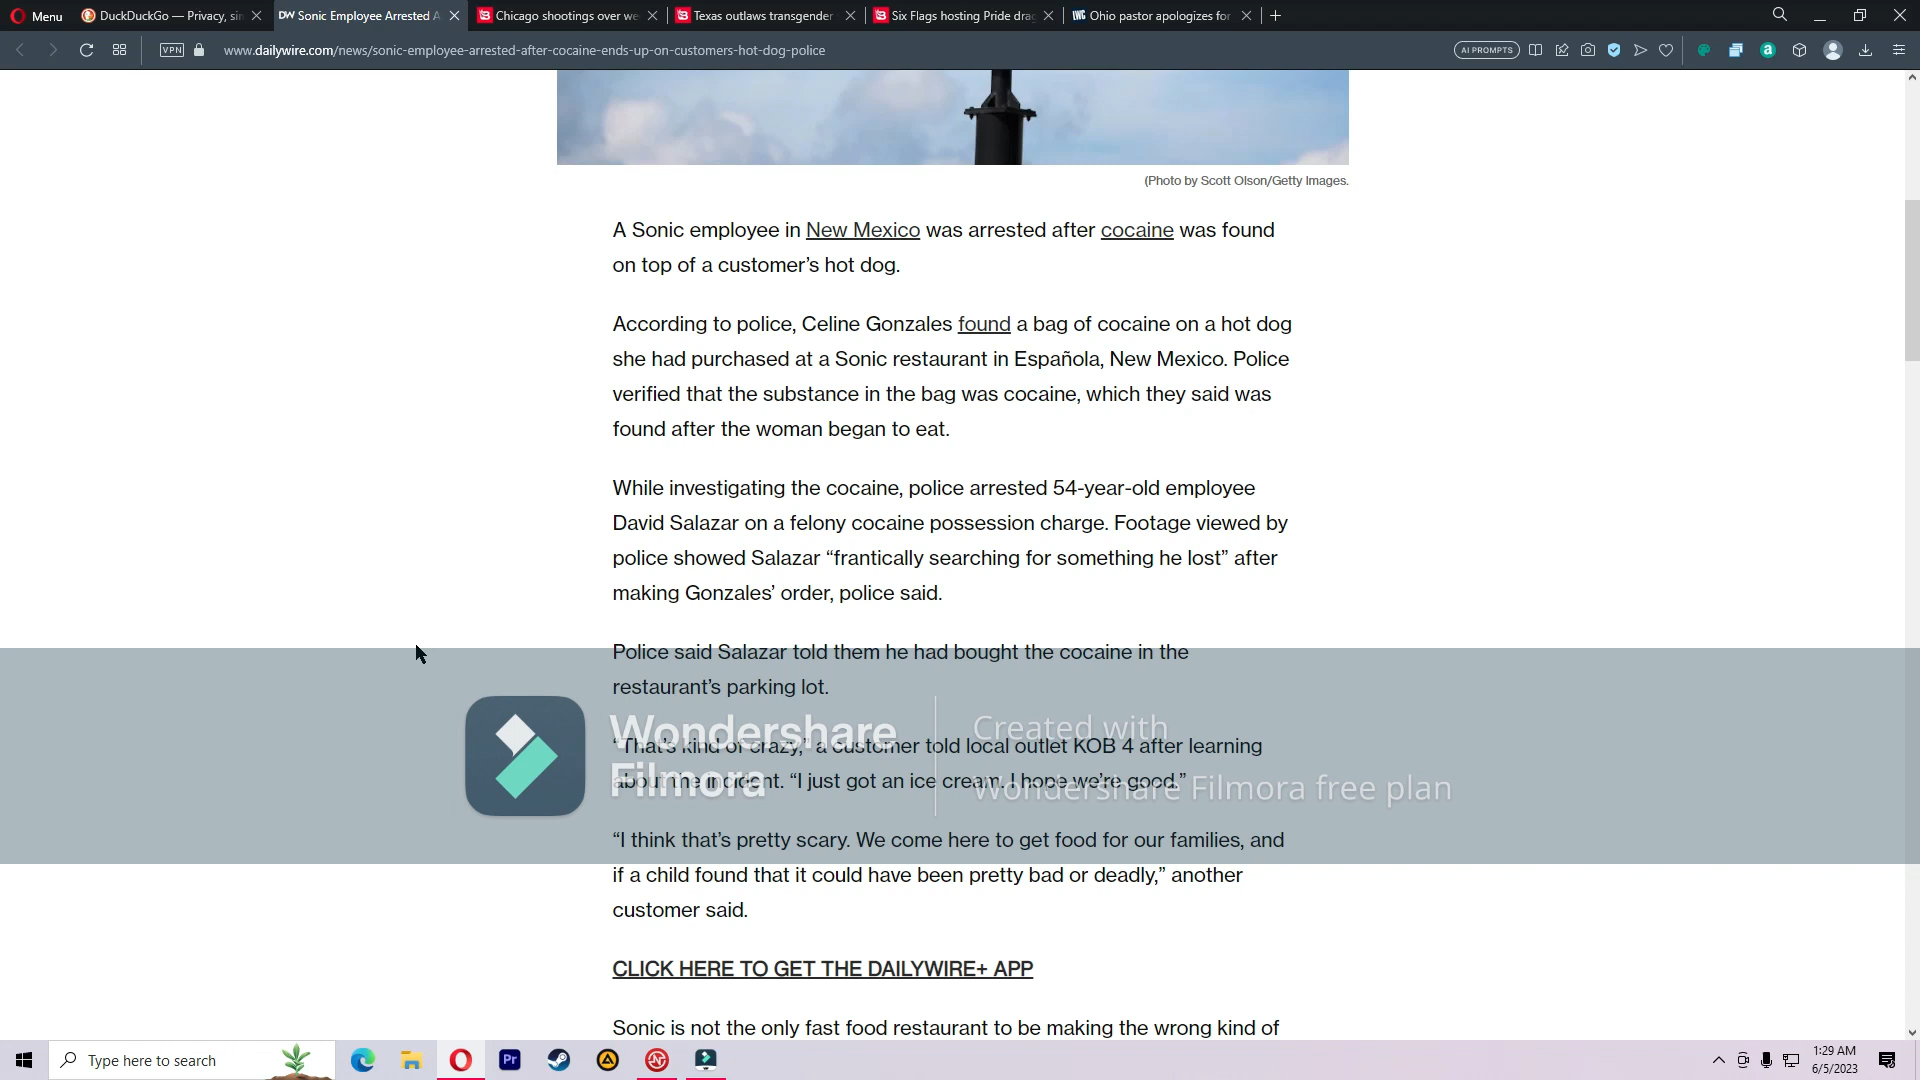 Menu
DuckDuckGo — Privacy, sin
DW Sonic Employee Arrested A
Chicago shootings over we
Texas outlaws transgender
Six Flags hosting Pride drag
Ohio pastor apologizes for
VPN
www.dailywire.com/news/sonic-employee-arrested-after-cocaine-ends-up-on-customers-hot-dog-police
AI PROMPTS
(Photo by Scott Olson/Getty Images.
A Sonic employee in New Mexico was arrested after cocaine was found
on top of a customer’s hot dog.
According to police, Celine Gonzales found a bag of cocaine on a hot dog
she had purchased at a Sonic restaurant in Española, New Mexico. Police
verified that the substance in the bag was cocaine, which they said was
found after the woman began to eat.
While investigating the cocaine, police arrested 54-year-old employee
David Salazar on a felony cocaine possession charge. Footage viewed by
police showed Salazar “frantically searching for something he lost” after
making Gonzales’ order, police said.
Police said Salazar told them he had bought the cocaine in the
restaurant’s parking lot.
“That’s kind of crazy,” a customer told local outlet KOB 4 after learning
about the incident. “I just got an ice cream. I hope we’re good.”
Wondershare
Filmora
Created with
Wondershare Filmora free plan
“I think that’s pretty scary. We come here to get food for our families, and
if a child found that it could have been pretty bad or deadly,” another
customer said.
CLICK HERE TO GET THE DAILYWIRE+ APP
Sonic is not the only fast food restaurant to be making the wrong kind of
Type here to search
Pr
1:29 AM
6/5/2023